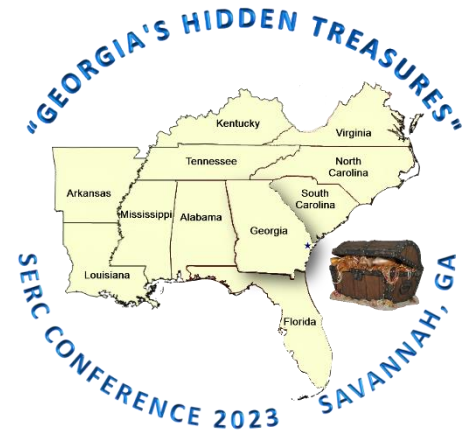 "GEORGIA'S HIDDEN TREASURES"
Kentucky
Virginia
Tennessee
North
Carolina
Arkansas
South
Carolina
Mississippi
Alabama
Georgia
Louisiana
Florida
SERC CONFERENCE 2023
SAVANNAH, GA